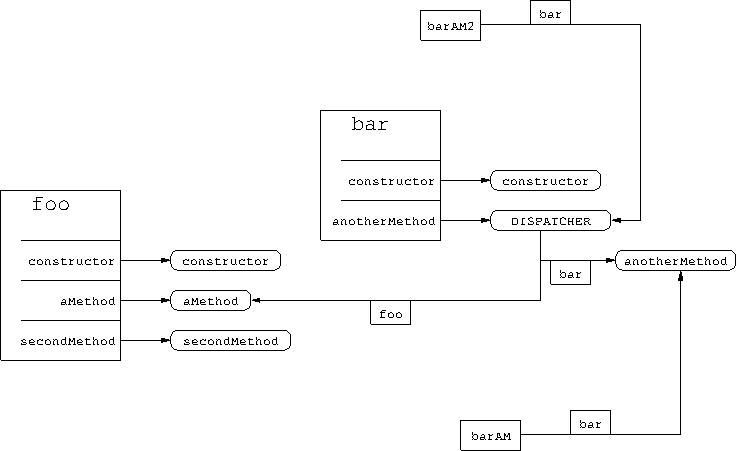 bar
barAM2
bar
constructor
constructor
foo
anotherMethod
DISPATCHER
constructor
constructor
anotherMethod
bar
aMethod
aMethod
foo
secondMethod
secondMethod
bar
barAM